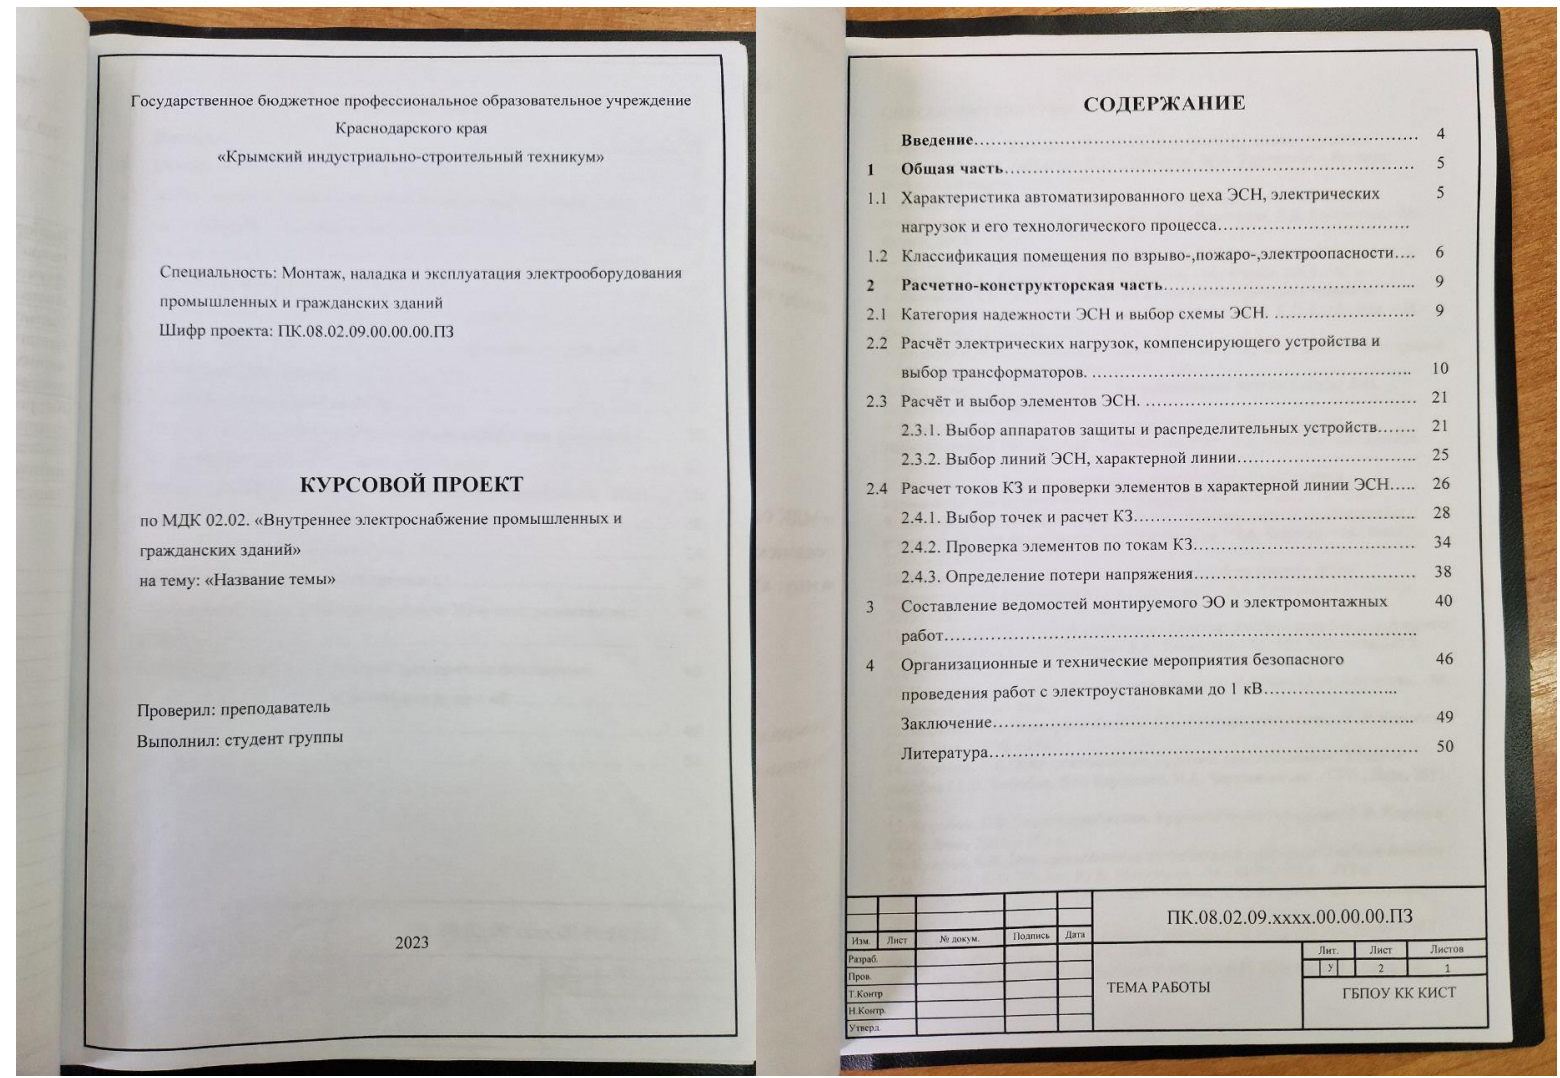 Государственное бюджетное профессиональное образовательное учреждение
Краснодарского края
«Крымский индустриально-строительный техникум»
Специальность: Монтаж, наладка и эксплуатация электрооборудования
промышленных и гражданских зданий
Шифр проекта: ПК.08.02.09.00.00.00.ПЗ
КУРСОВОЙ ПРОЕКТ
по МДК 02.02. «Внутреннее электроснабжение промышленных и
гражданских зданий»
на тему: «Название темы»
Проверил: преподаватель
Выполнил: студент группы
2023
СОДЕРЖАНИЕ
Введение…………………………………………………………………… 4
1 Общая часть……………………………………………………………… 5
1.1 Характеристика автоматизированного цеха ЭСН, электрических 5
нагрузок и его технологического процесса……………………………
1.2 Классификация помещения по взрыво-,пожаро-,электроопасности…. 6
2 Расчетно-конструкторская часть…………………………………….. 9
2.1 Категория надежности ЭСН и выбор схемы ЭСН. …………………… 9
2.2 Расчёт электрических нагрузок, компенсирующего устройства и
выбор трансформаторов. ……………………………………………….. 10
2.3 Расчёт и выбор элементов ЭСН. ………………………………………… 21
2.3.1. Выбор аппаратов защиты и распределительных устройств……. 21
2.3.2. Выбор линий ЭСН, характерной линии………………………….. 25
2.4 Расчет токов КЗ и проверки элементов в характерной линии ЭСН….. 26
2.4.1. Выбор точек и расчет КЗ………………………………………….. 28
2.4.2. Проверка элементов по токам КЗ………………………………… 34
2.4.3. Определение потери напряжения………………………………… 38
3 Составление ведомостей монтируемого ЭО и электромонтажных 40
работ………………………………………………………………………..
4 Организационные и технические мероприятия безопасного 46
проведения работ с электроустановками до 1 кВ…………………...
Заключение……………………………………………………………….. 49
Литература………………………………………………………………… 50
ПК.08.02.09.хххх.00.00.00.ПЗ
Изм. Лист № докум. Подпись Дата
Разраб.
Пров.
Т.Контр
Н.Контр.
Утверд
ТЕМА РАБОТЫ
Лит. Лист Листов
У 2 1
ГБПОУ КК КИСТ